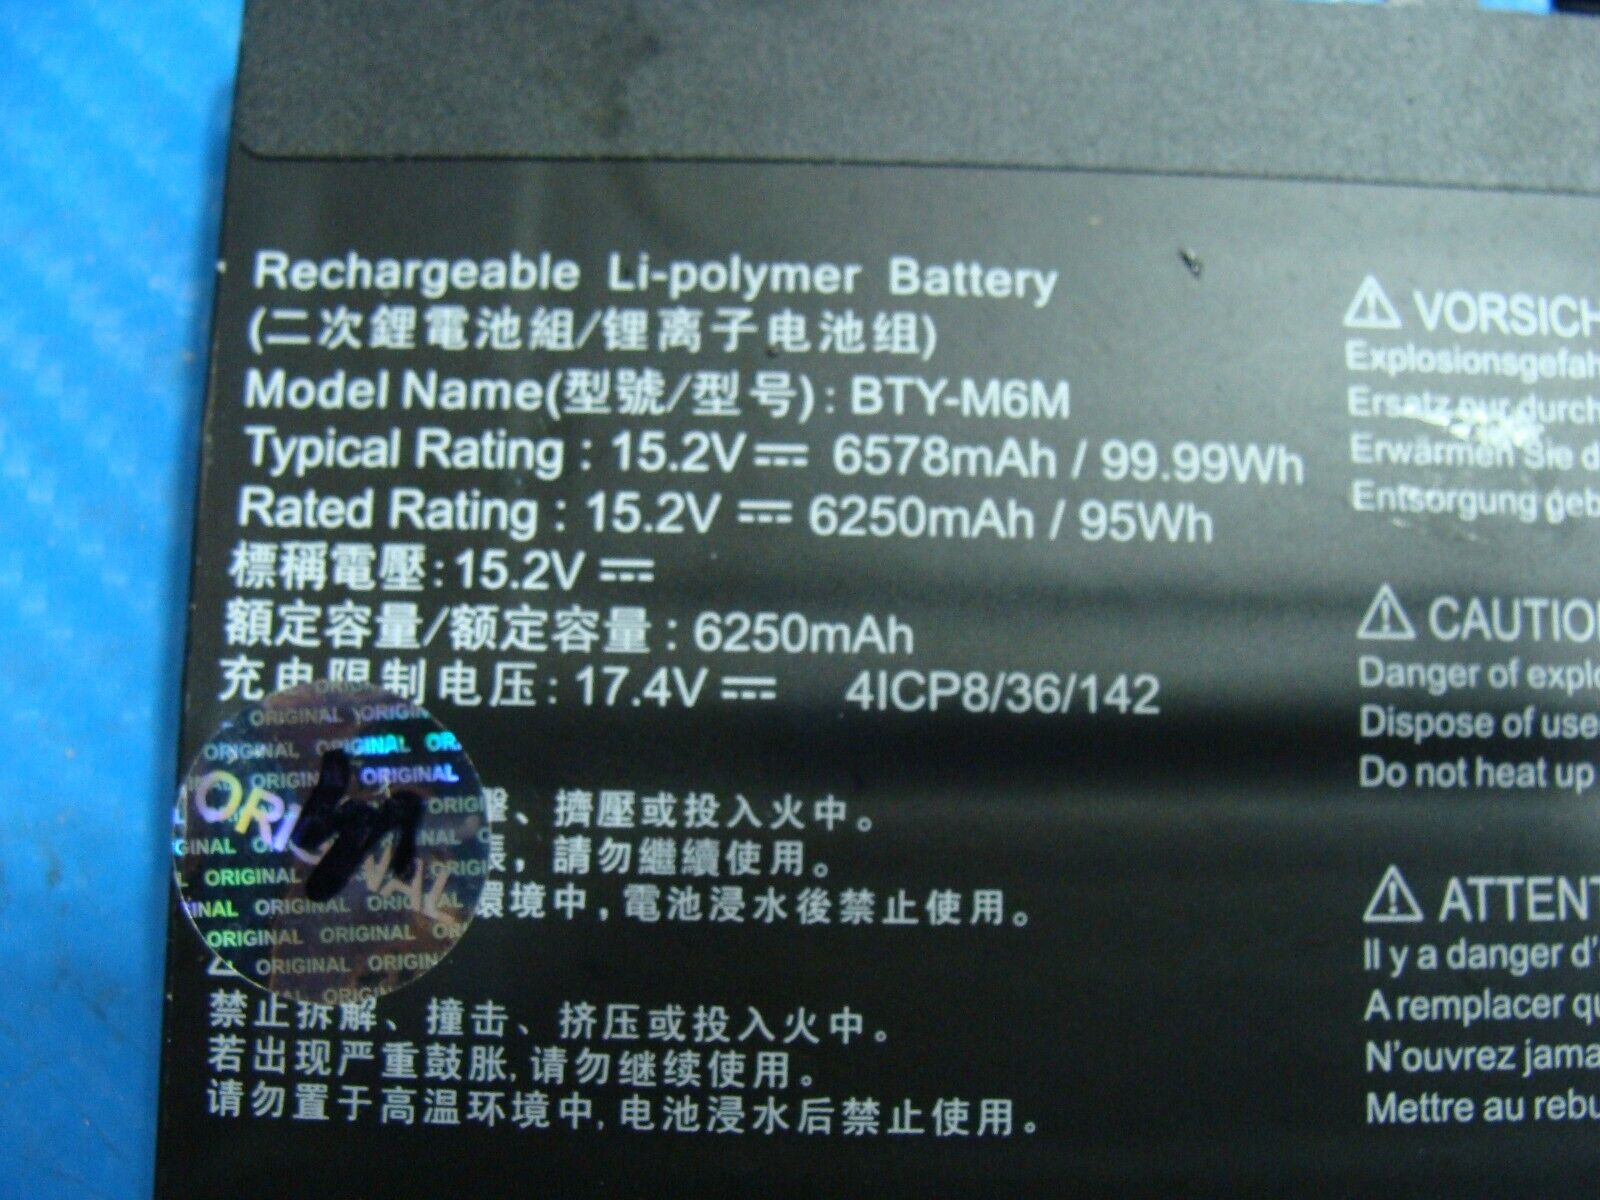 Rechargeable Li-polymer Battery
(二次鋰電池組/锂离子电池组)
Model Name(型號/型号): BTY-M6M
Typical Rating : 15.2V⎓ 6578mAh / 99.99Wh
Rated Rating : 15.2V ⎓ 6250mAh / 95Wh
標稱電壓:15.2V ⎓
額定容量/额定容量 : 6250mAh
充电限制电压: 17.4V ⎓ 4ICP8/36/142
ORIGINAL
、擠壓或投入火中。
，請勿繼續使用。
環境中,電池浸水後禁止使用。
禁止拆解、撞击、挤压或投入火中。
若出现严重鼓胀,请勿继续使用。
请勿置于高温环境中,电池浸水后禁止使用。
⚠ VORSICH
Explosionsgefah
Ersatz nur durch
Erwärmen Sie d
Entsorgung geb
⚠ CAUTIO
Danger of explo
Dispose of use
Do not heat up
⚠ ATTENT
Il y a danger d'
A remplacer qu
N'ouvrez jama
Mettre au rebu